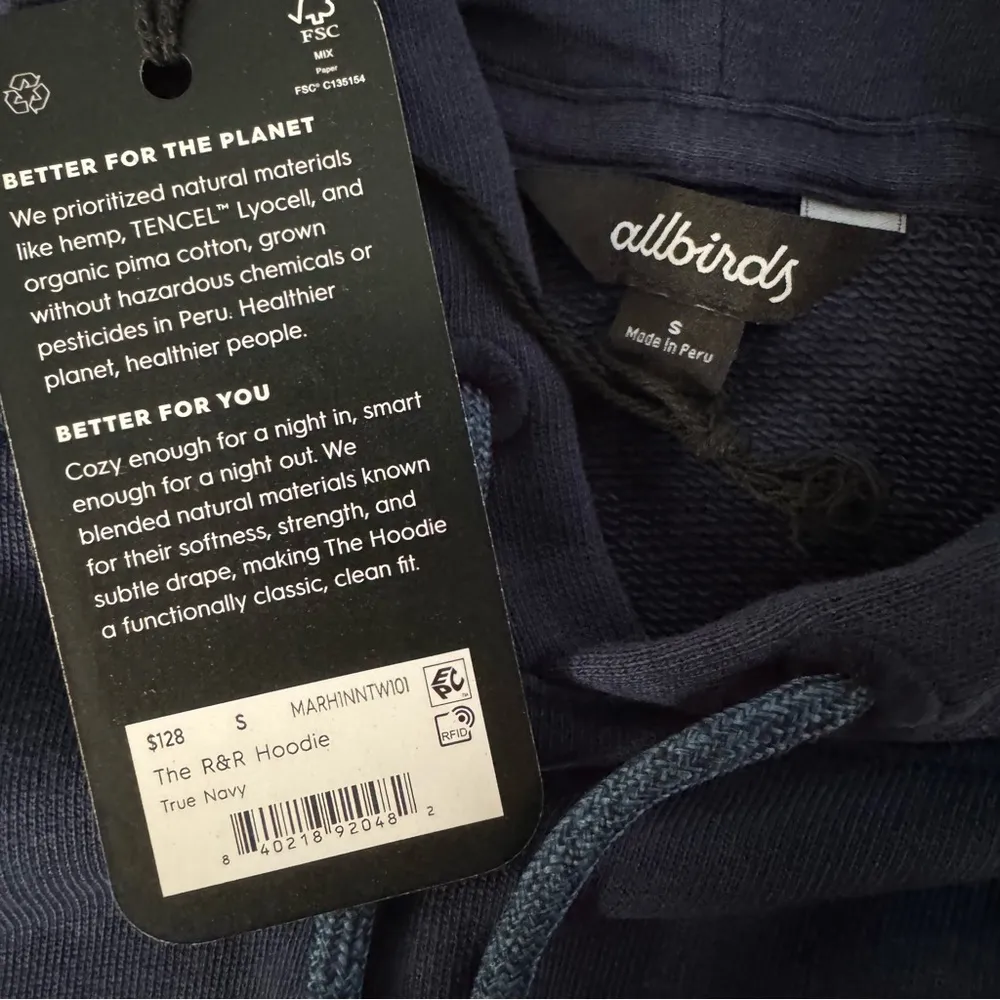 FSC
MIX
Paper
FSC® C135154
BETTER FOR THE PLANET
We prioritized natural materials
like hemp, TENCEL™ Lyocell, and
organic pima cotton, grown
without hazardous chemicals or
pesticides in Peru. Healthier
planet, healthier people.
BETTER FOR YOU
Cozy enough for a night in, smart
enough for a night out. We
blended natural materials known
for their softness, strength, and
subtle drape, making The Hoodie
a functionally classic, clean fit.
$128 S MARH1NNTW101
The R&R Hoodie
True Navy
8 40218 92048 2
EPC™
RFID
allbirds
S
Made in Peru